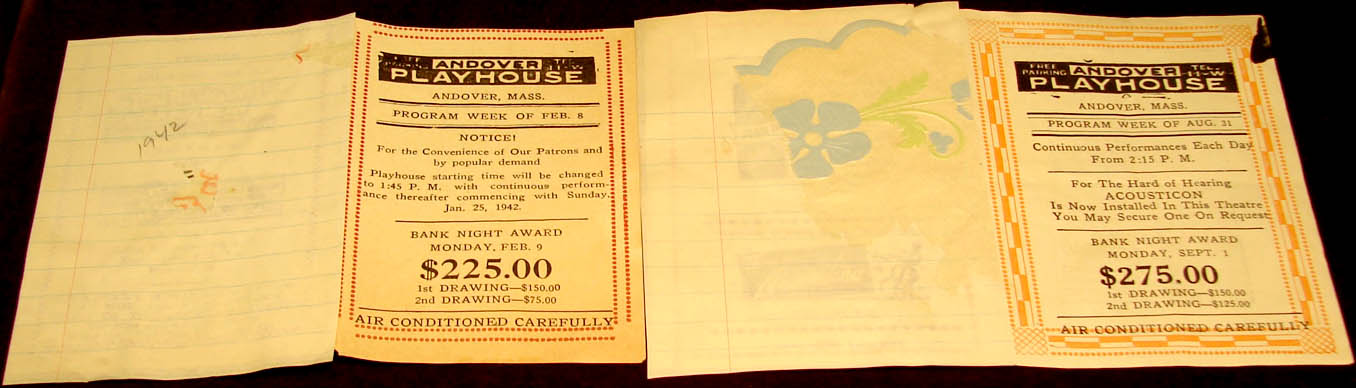 1942
FREE PARKING ANDOVER TEL. 11-W
PLAYHOUSE
ANDOVER, MASS.
PROGRAM WEEK OF FEB. 8
NOTICE!
For the Convenience of Our Patrons and
by popular demand
Playhouse starting time will be changed
to 1:45 P. M. with continuous perform-
ance thereafter commencing with Sunday,
Jan. 25, 1942.
BANK NIGHT AWARD
MONDAY, FEB. 9
$225.00
1st DRAWING—$150.00
2nd DRAWING—$75.00
AIR CONDITIONED CAREFULLY
FREE PARKING ANDOVER TEL. 11-W
PLAYHOUSE
ANDOVER, MASS.
PROGRAM WEEK OF AUG. 31
Continuous Performances Each Day
From 2:15 P. M.
For The Hard of Hearing
ACOUSTICON
Is Now Installed In This Theatre
You May Secure One On Request
BANK NIGHT AWARD
MONDAY, SEPT. 1
$275.00
1st DRAWING—$150.00
2nd DRAWING—$125.00
AIR CONDITIONED CAREFULLY